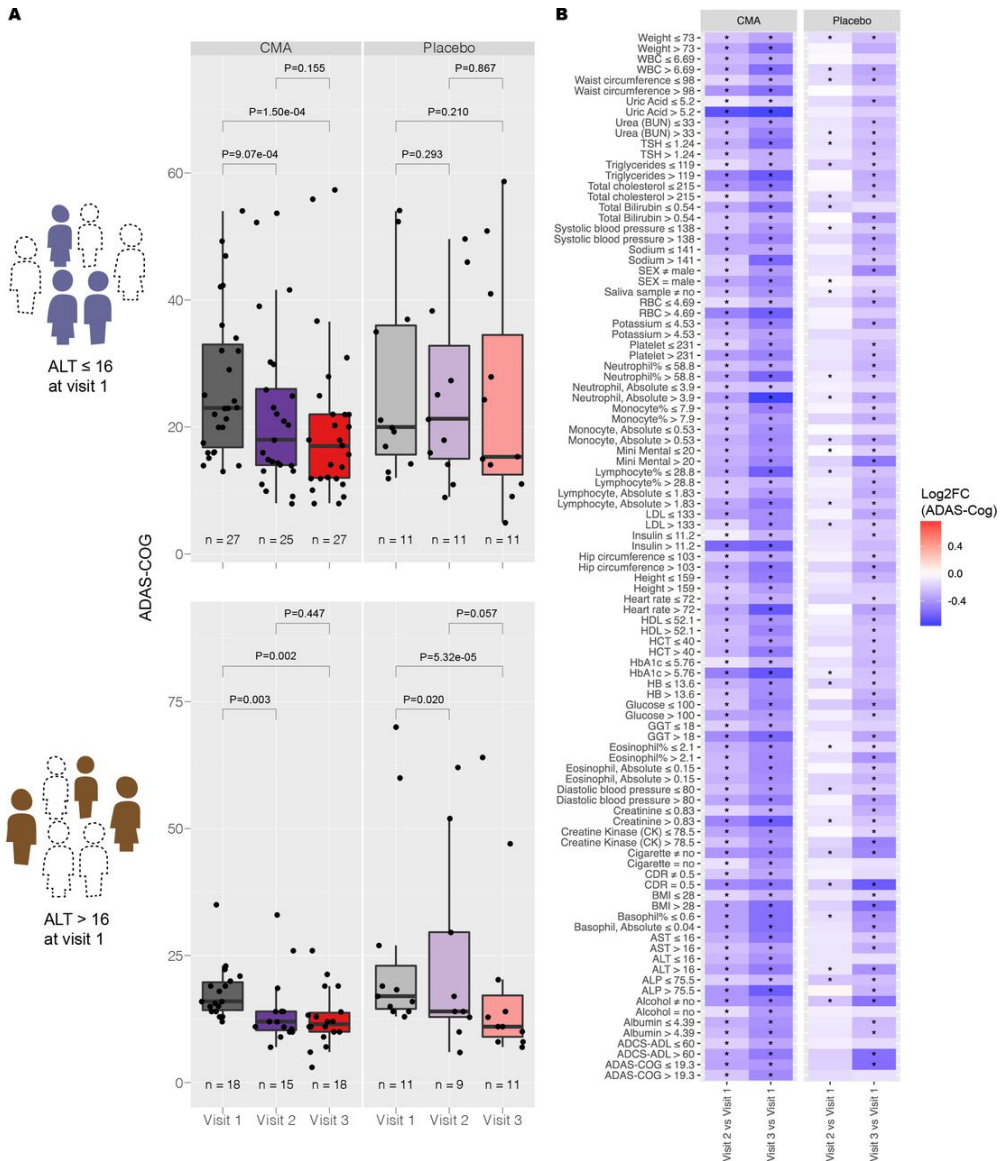 A
CMA
Placebo
P=0.155
P=0.867
P=1.50e-04
P=0.210
P=9.07e-04
P=0.293
60
40
20
0
n = 27
n = 25
n = 27
n = 11
n = 11
n = 11
ALT ≤ 16
at visit 1
ADAS-COG
P=0.447
P=0.057
P=0.002
P=5.32e-05
P=0.003
P=0.020
75
50
25
0
n = 18
n = 15
n = 18
n = 11
n = 9
n = 11
ALT > 16
at visit 1
Visit 1
Visit 2
Visit 3
Visit 1
Visit 2
Visit 3
B
CMA
Placebo
Weight ≤ 73
Weight > 73
WBC ≤ 6.69
WBC > 6.69
Waist circumference ≤ 98
Waist circumference > 98
Uric Acid ≤ 5.2
Uric Acid > 5.2
Urea (BUN) ≤ 33
Urea (BUN) > 33
TSH ≤ 1.24
TSH > 1.24
Triglycerides ≤ 119
Triglycerides > 119
Total cholesterol ≤ 215
Total cholesterol > 215
Total Bilirubin ≤ 0.54
Total Bilirubin > 0.54
Systolic blood pressure ≤ 138
Systolic blood pressure > 138
Sodium ≤ 141
Sodium > 141
SEX ≠ male
SEX = male
Saliva sample ≠ no
RBC ≤ 4.69
RBC > 4.69
Potassium ≤ 4.53
Potassium > 4.53
Platelet ≤ 231
Platelet > 231
Neutrophil% ≤ 58.8
Neutrophil% > 58.8
Neutrophil, Absolute ≤ 3.9
Neutrophil, Absolute > 3.9
Monocyte% ≤ 7.9
Monocyte% > 7.9
Monocyte, Absolute ≤ 0.53
Monocyte, Absolute > 0.53
Mini Mental ≤ 20
Mini Mental > 20
Lymphocyte% ≤ 28.8
Lymphocyte% > 28.8
Lymphocyte, Absolute ≤ 1.83
Lymphocyte, Absolute > 1.83
LDL ≤ 133
LDL > 133
Insulin ≤ 11.2
Insulin > 11.2
Hip circumference ≤ 103
Hip circumference > 103
Height ≤ 159
Height > 159
Heart rate ≤ 72
Heart rate > 72
HDL ≤ 52.1
HDL > 52.1
HCT ≤ 40
HCT > 40
HbA1c ≤ 5.76
HbA1c > 5.76
HB ≤ 13.6
HB > 13.6
Glucose ≤ 100
Glucose > 100
GGT ≤ 18
GGT > 18
Eosinophil% ≤ 2.1
Eosinophil% > 2.1
Eosinophil, Absolute ≤ 0.15
Eosinophil, Absolute > 0.15
Diastolic blood pressure ≤ 80
Diastolic blood pressure > 80
Creatinine ≤ 0.83
Creatinine > 0.83
Creatine Kinase (CK) ≤ 78.5
Creatine Kinase (CK) > 78.5
Cigarette ≠ no
Cigarette = no
CDR ≠ 0.5
CDR = 0.5
BMI ≤ 28
BMI > 28
Basophil% ≤ 0.6
Basophil, Absolute ≤ 0.04
AST ≤ 16
AST > 16
ALT ≤ 16
ALT > 16
ALP ≤ 75.5
ALP > 75.5
Alcohol ≠ no
Alcohol = no
Albumin ≤ 4.39
Albumin > 4.39
ADCS-ADL ≤ 60
ADCS-ADL > 60
ADAS-COG ≤ 19.3
ADAS-COG > 19.3
Visit 2 vs Visit 1
Visit 3 vs Visit 1
Visit 2 vs Visit 1
Visit 3 vs Visit 1
Log2FC
(ADAS-Cog)
0.4
0.0
-0.4